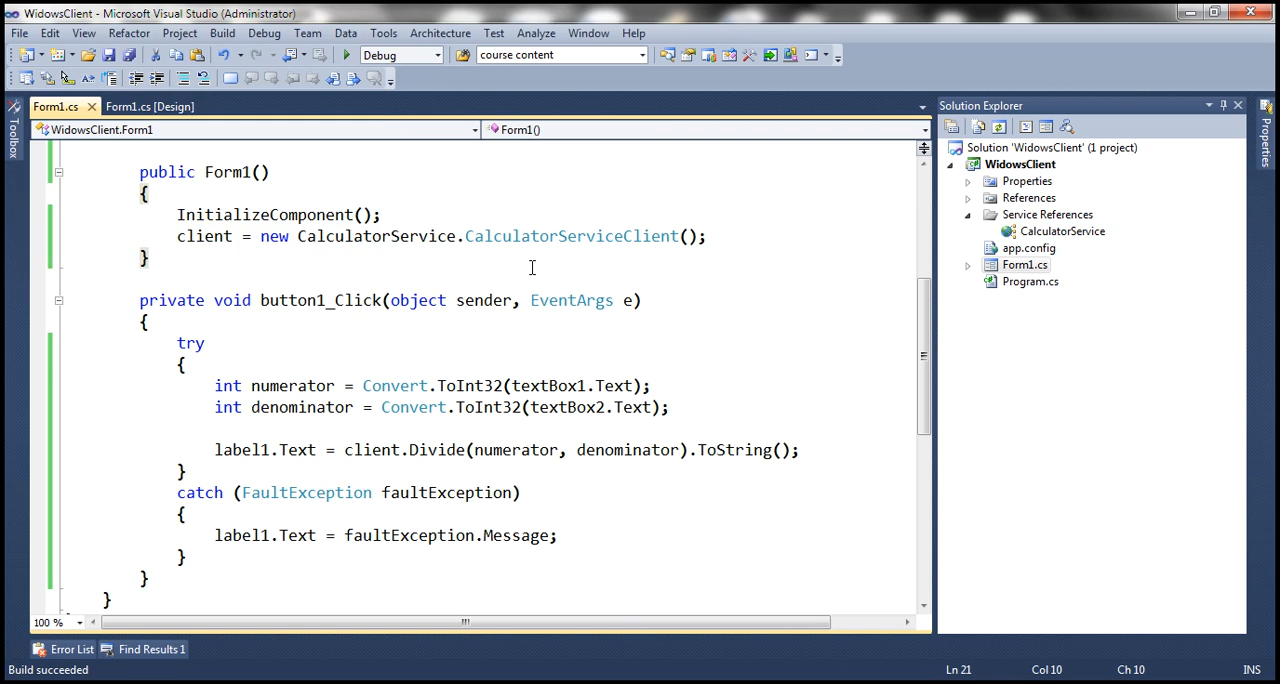 WidowsClient - Microsoft Visual Studio (Administrator)
File Edit View Refactor Project Build Debug Team Data Tools Architecture Test Analyze Window Help
Debug course content
Form1.cs Form1.cs [Design]
WidowsClient.Form1 Form1()
public Form1()
{
InitializeComponent();
client = new CalculatorService.CalculatorServiceClient();
}
private void button1_Click(object sender, EventArgs e)
{
try
{
int numerator = Convert.ToInt32(textBox1.Text);
int denominator = Convert.ToInt32(textBox2.Text);
label1.Text = client.Divide(numerator, denominator).ToString();
}
catch (FaultException faultException)
{
label1.Text = faultException.Message;
}
}
}
100 %
Toolbox
Solution Explorer
Solution 'WidowsClient' (1 project)
WidowsClient
Properties
References
Service References
CalculatorService
app.config
Form1.cs
Program.cs
Properties
Error List Find Results 1
Build succeeded Ln 21 Col 10 Ch 10 INS